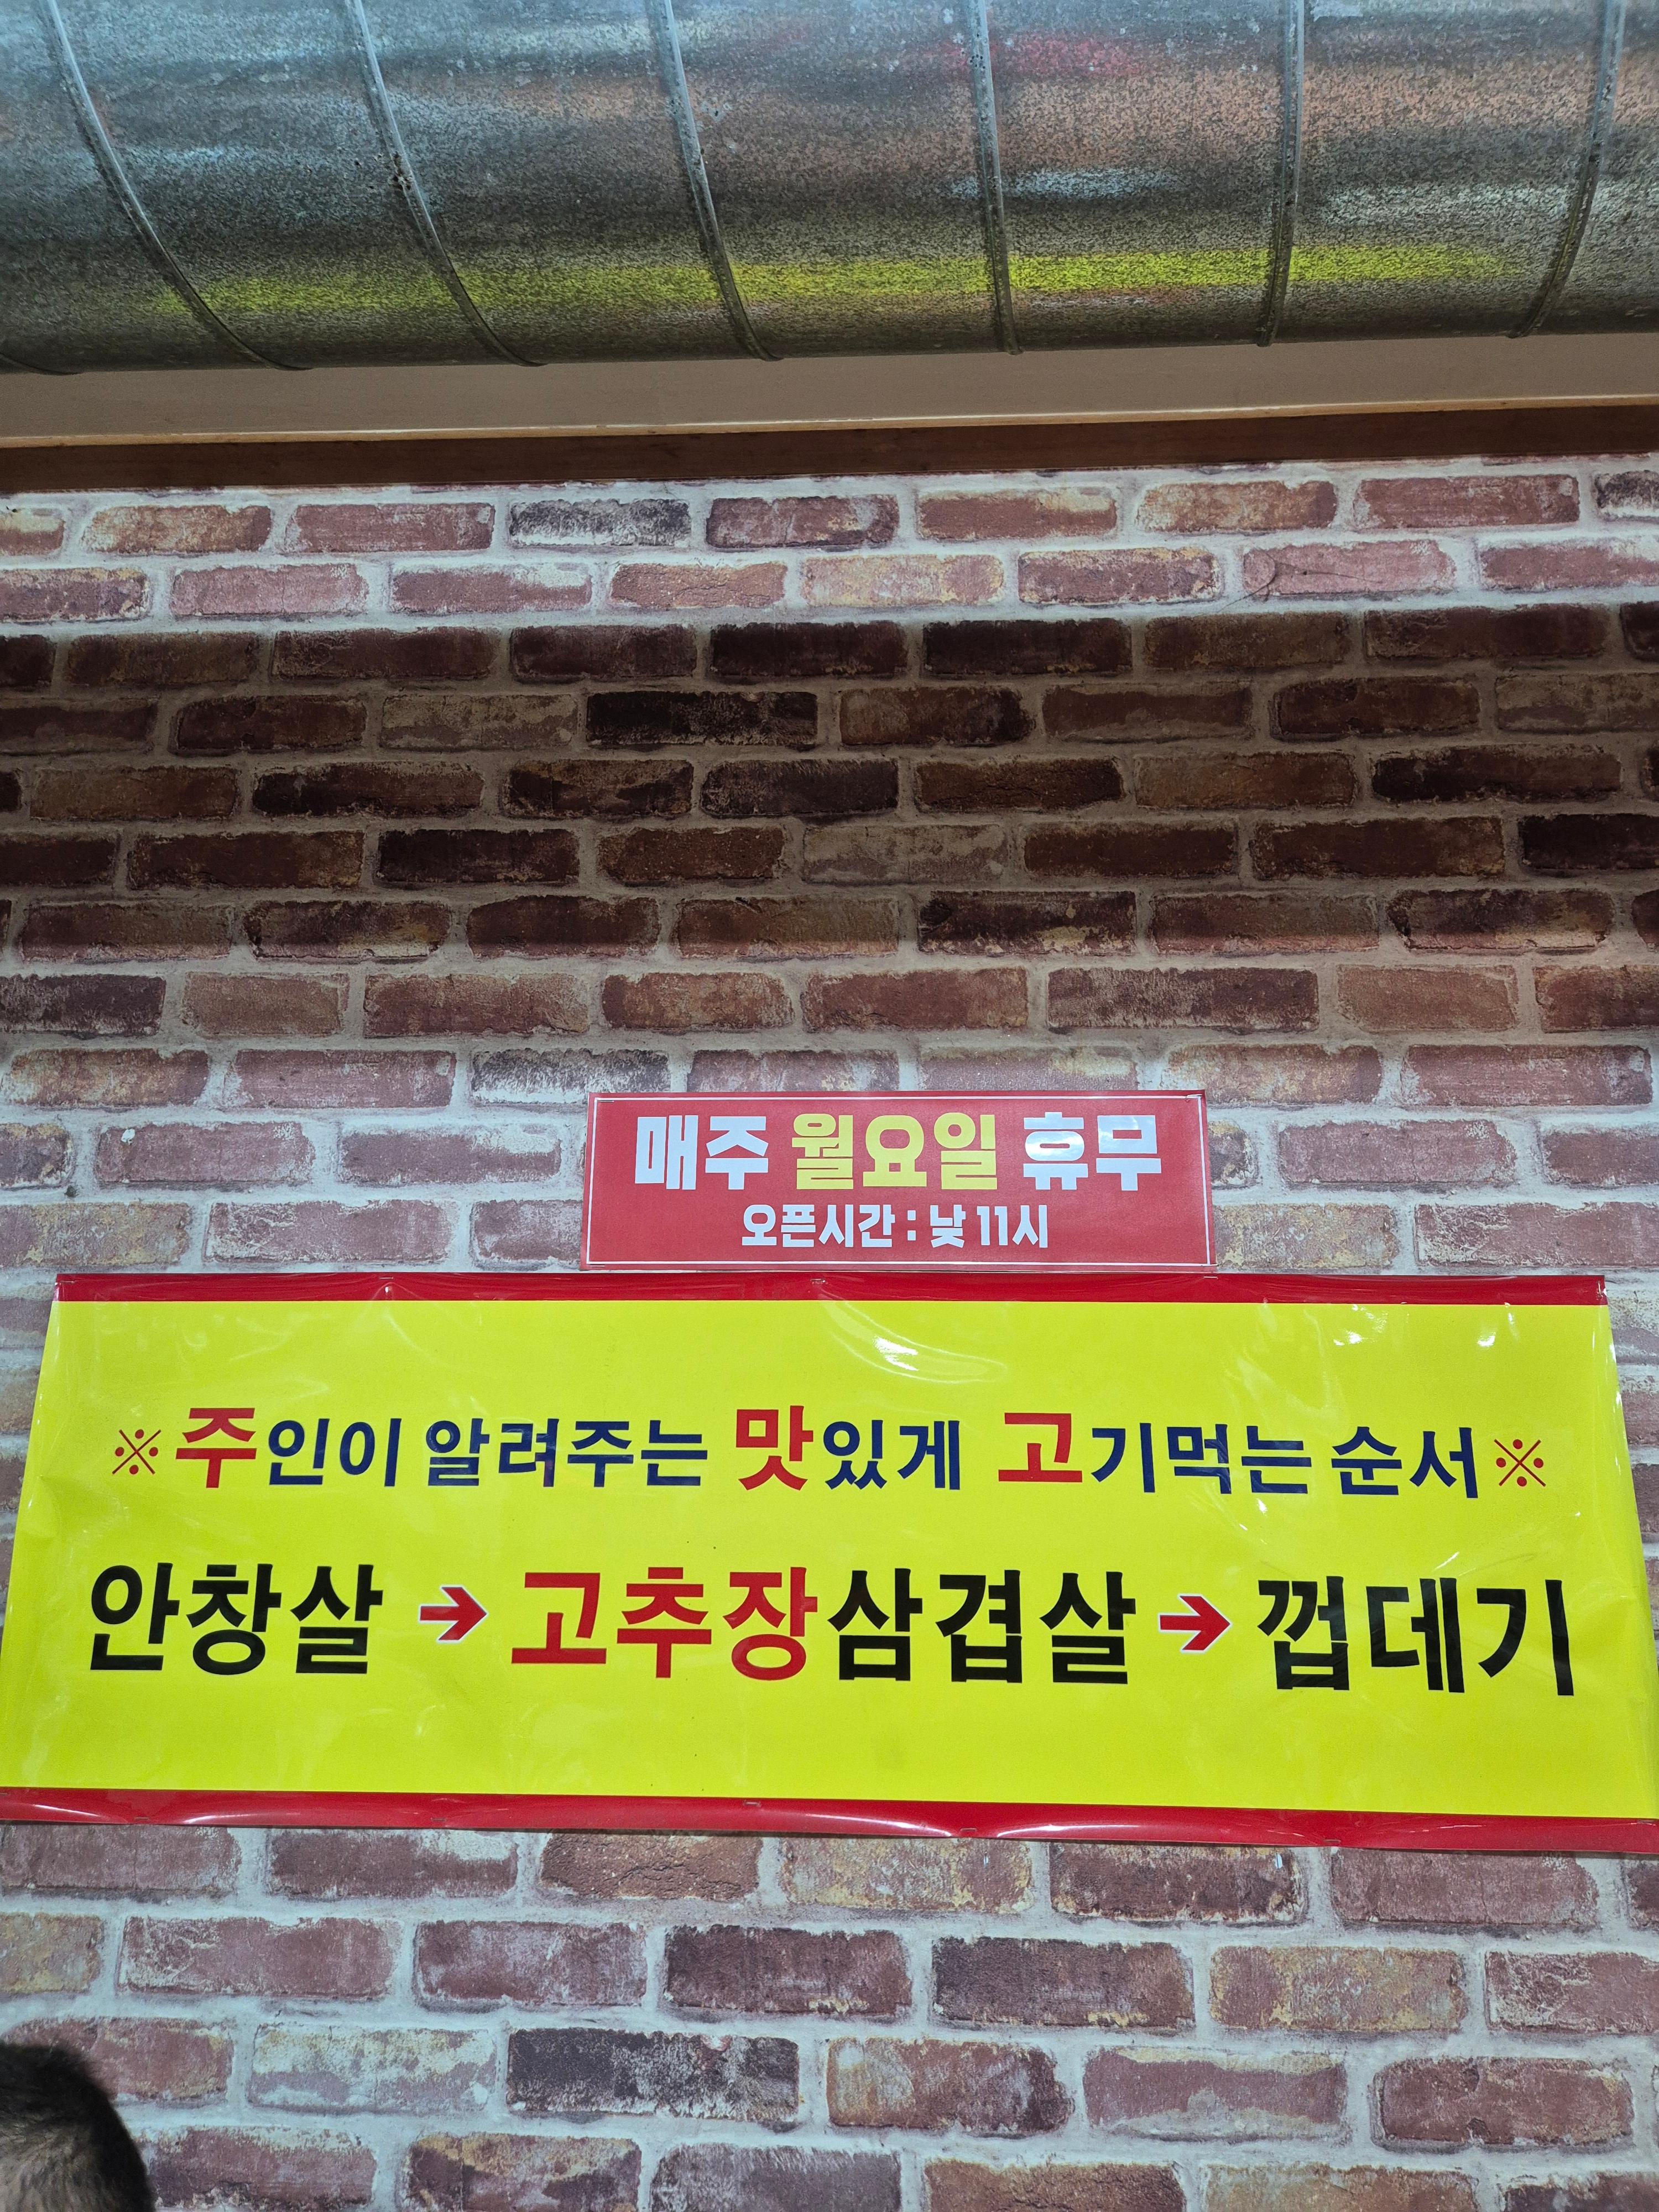 매주 월요일 휴무
오픈시간 : 낮 11시
※주인이 알려주는 맛있게 고기먹는 순서※
안창살 → 고추장삼겹살 → 껍데기